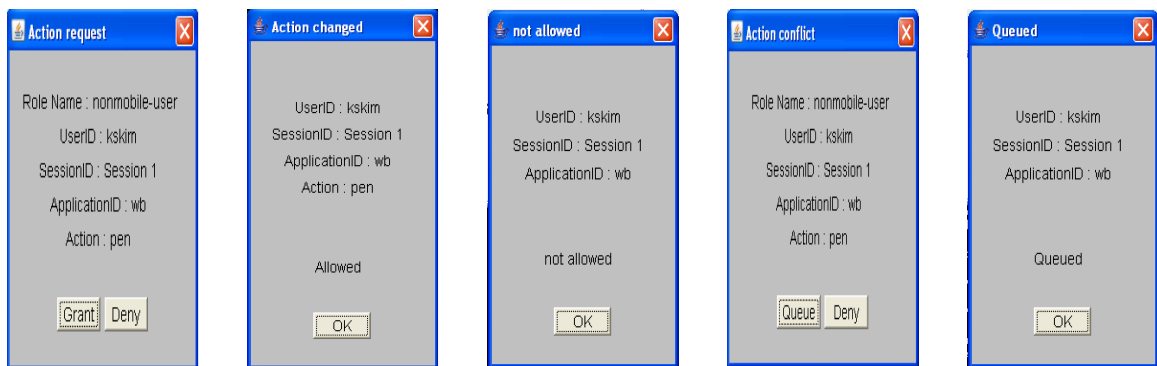 Action request
Role Name : nonmobile-user
UserID : kskim
SessionID : Session 1
ApplicationID : wb
Action : pen
Grant Deny
Action changed
UserID : kskim
SessionID : Session 1
ApplicationID : wb
Action : pen
Allowed
OK
not allowed
UserID : kskim
SessionID : Session 1
ApplicationID : wb
not allowed
OK
Action conflict
Role Name : nonmobile-user
UserID : kskim
SessionID : Session 1
ApplicationID : wb
Action : pen
Queue Deny
Queued
UserID : kskim
SessionID : Session 1
ApplicationID : wb
Queued
OK